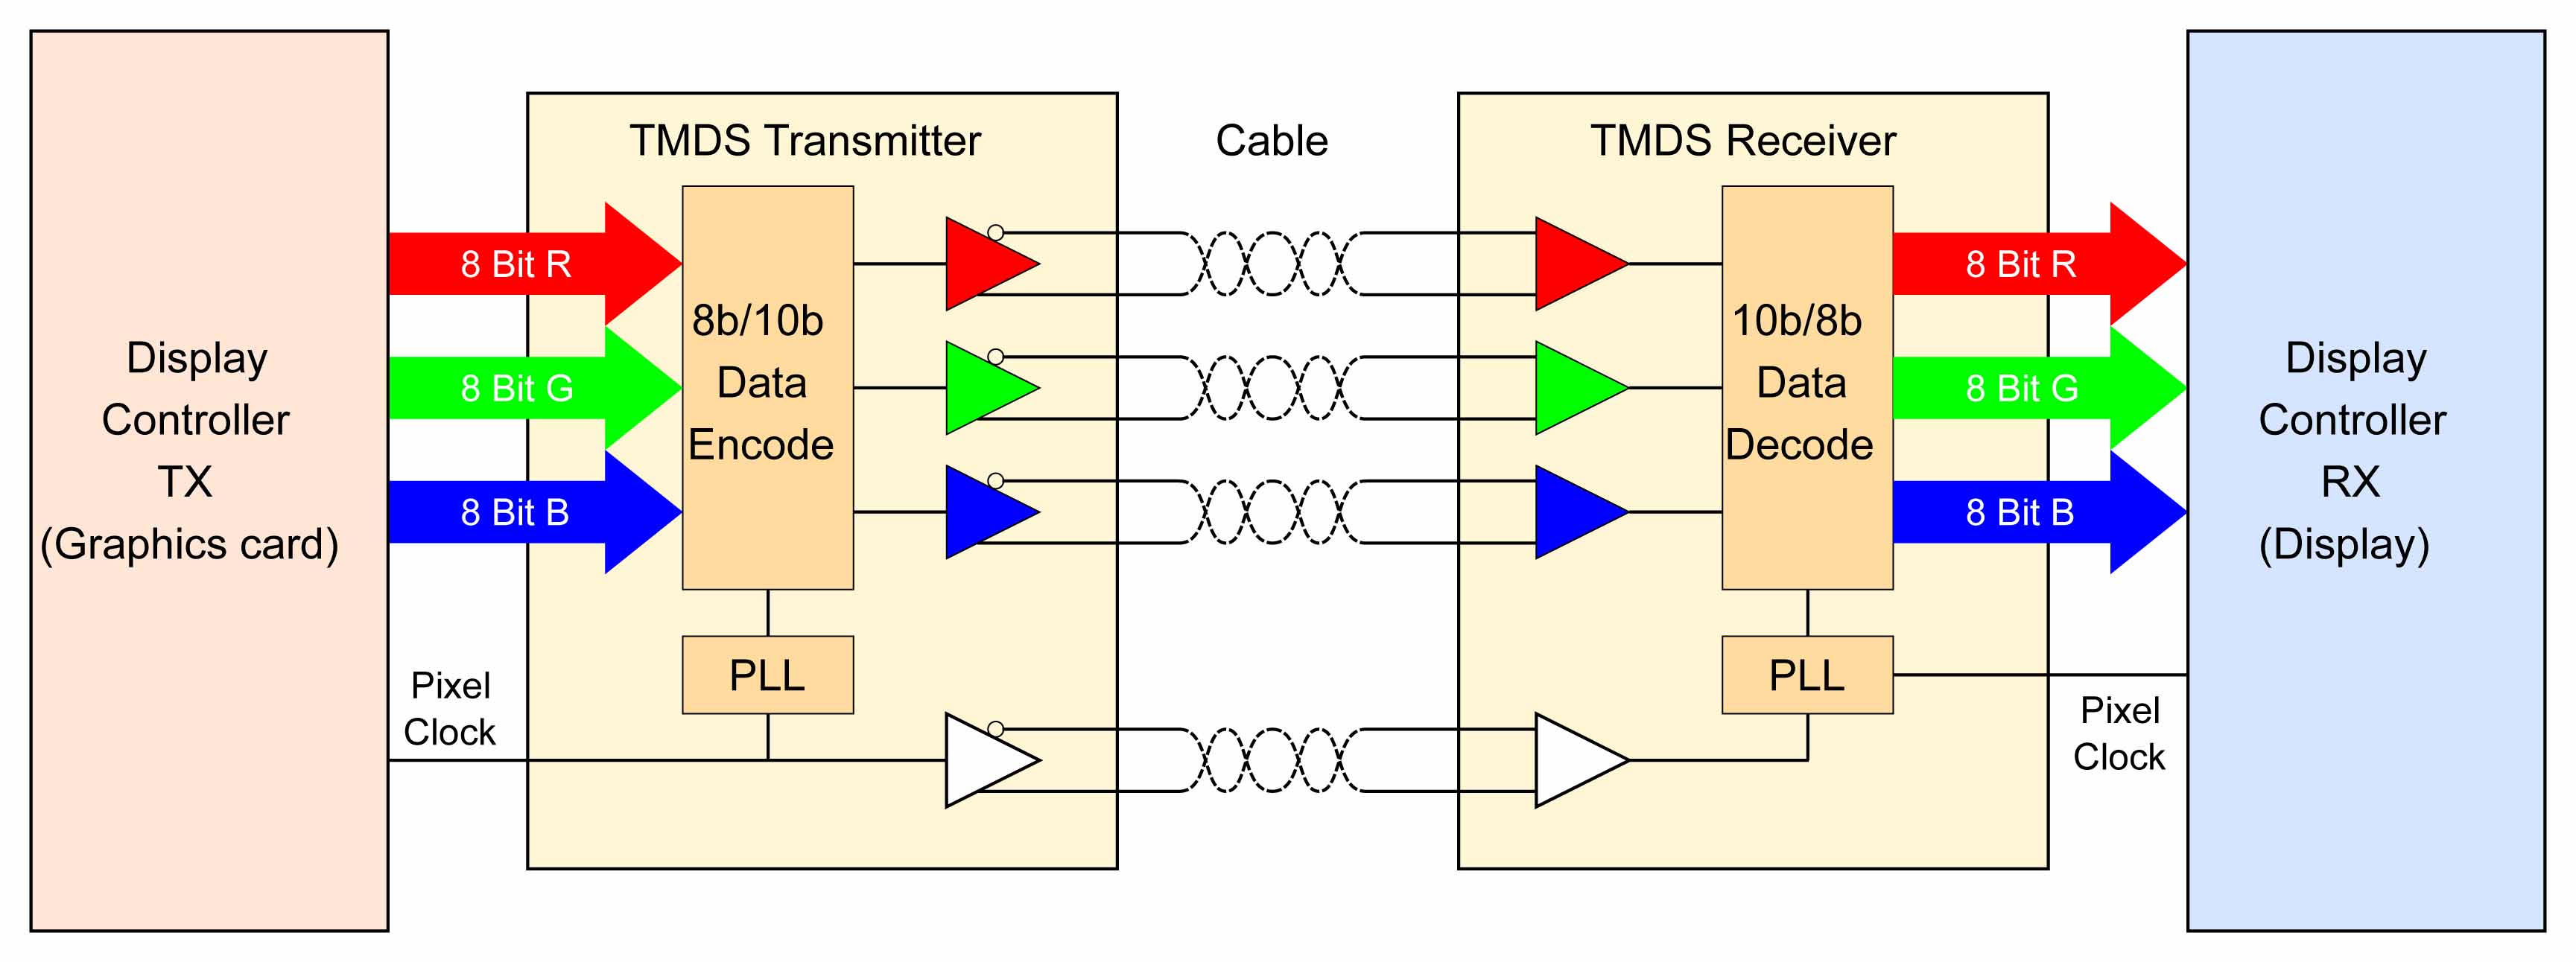 Display
Controller
TX
(Graphics card)
8 Bit R
8 Bit G
8 Bit B
Pixel
Clock
TMDS Transmitter
8b/10b
Data
Encode
PLL
Cable
TMDS Receiver
10b/8b
Data
Decode
PLL
8 Bit R
8 Bit G
8 Bit B
Pixel
Clock
Display
Controller
RX
(Display)